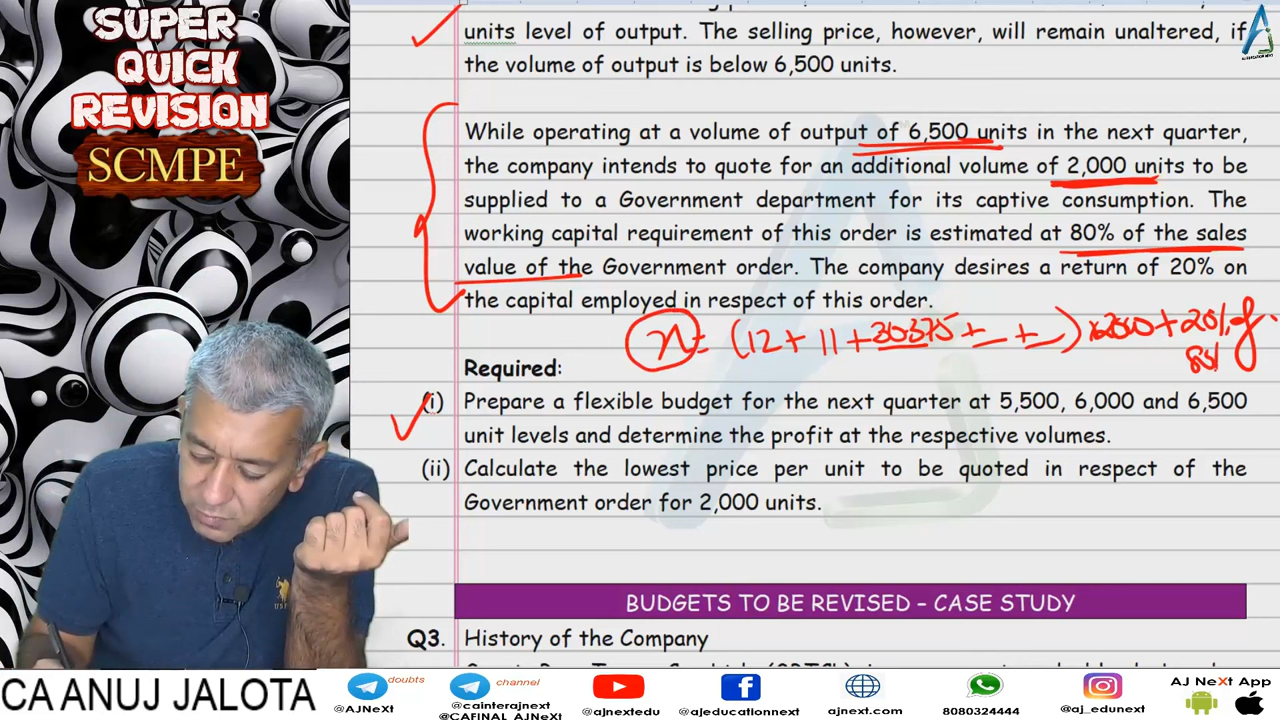 SUPER
QUICK
REVISION
SCMPE
units level of output. The selling price, however, will remain unaltered, if
the volume of output is below 6,500 units.
While operating at a volume of output of 6,500 units in the next quarter,
the company intends to quote for an additional volume of 2,000 units to be
supplied to a Government department for its captive consumption. The
working capital requirement of this order is estimated at 80% of the sales
value of the Government order. The company desires a return of 20% on
the capital employed in respect of this order.
x = (12 + 11 + 20.375 + — + —) x 2000 + 20% of
80%
Required:
(i) Prepare a flexible budget for the next quarter at 5,500, 6,000 and 6,500
unit levels and determine the profit at the respective volumes.
(ii) Calculate the lowest price per unit to be quoted in respect of the
Government order for 2,000 units.
BUDGETS TO BE REVISED – CASE STUDY
Q3. History of the Company
CA ANUJ JALOTA
doubts
@AJNeXt
channel
@cainterajnext
@CAFINAL_AJNeXt
@ajnextedu
@ajeducationnext
ajnext.com
8080324444
@aj_edunext
AJ NeXt App